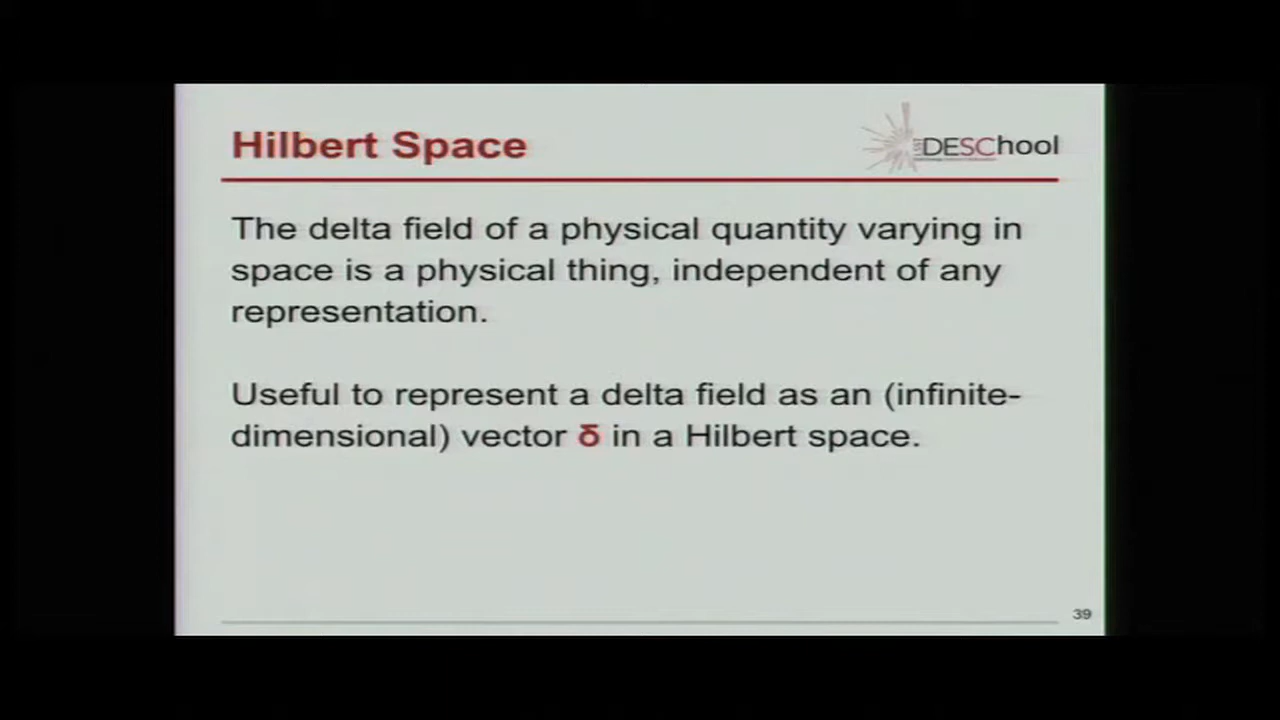 Hilbert Space
DESChool
The delta field of a physical quantity varying in
space is a physical thing, independent of any
representation.
Useful to represent a delta field as an (infinite-
dimensional) vector δ in a Hilbert space.
39